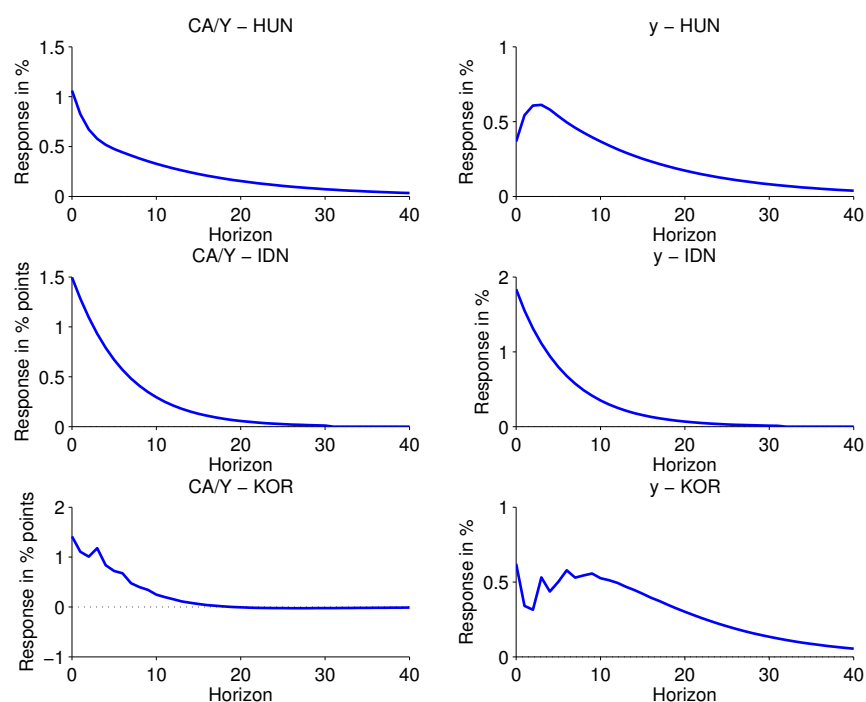 CA/Y – HUN
Response in %
1.5
1
0.5
0
0 10 20 30 40
Horizon
y – HUN
Response in %
1
0.5
0
0 10 20 30 40
Horizon
CA/Y – IDN
Response in % points
1.5
1
0.5
0
0 10 20 30 40
Horizon
y – IDN
Response in %
2
1
0
0 10 20 30 40
Horizon
CA/Y – KOR
Response in % points
2
1
0
−1
0 10 20 30 40
Horizon
y – KOR
Response in %
1
0.5
0
0 10 20 30 40
Horizon